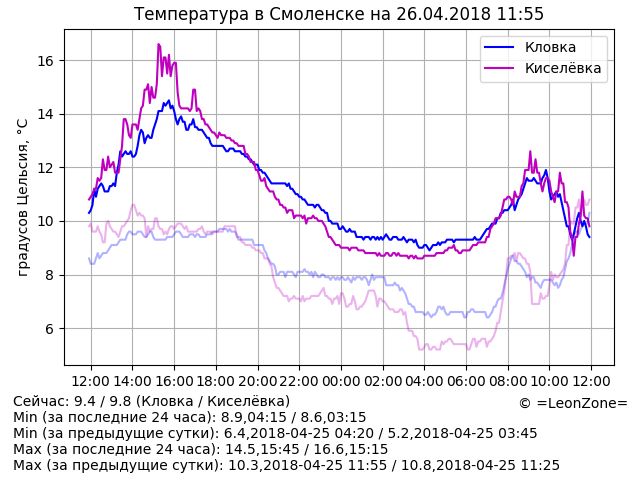 Температура в Смоленске на 26.04.2018 11:55
Кловка
Киселёвка
градусов Цельсия, °C
16
14
12
10
8
6
12:00 14:00 16:00 18:00 20:00 22:00 00:00 02:00 04:00 06:00 08:00 10:00 12:00
Сейчас: 9.4 / 9.8 (Кловка / Киселёвка)
© =LeonZone=
Min (за последние 24 часа): 8.9,04:15 / 8.6,03:15
Min (за предыдущие сутки): 6.4,2018-04-25 04:20 / 5.2,2018-04-25 03:45
Max (за последние 24 часа): 14.5,15:45 / 16.6,15:15
Max (за предыдущие сутки): 10.3,2018-04-25 11:55 / 10.8,2018-04-25 11:25